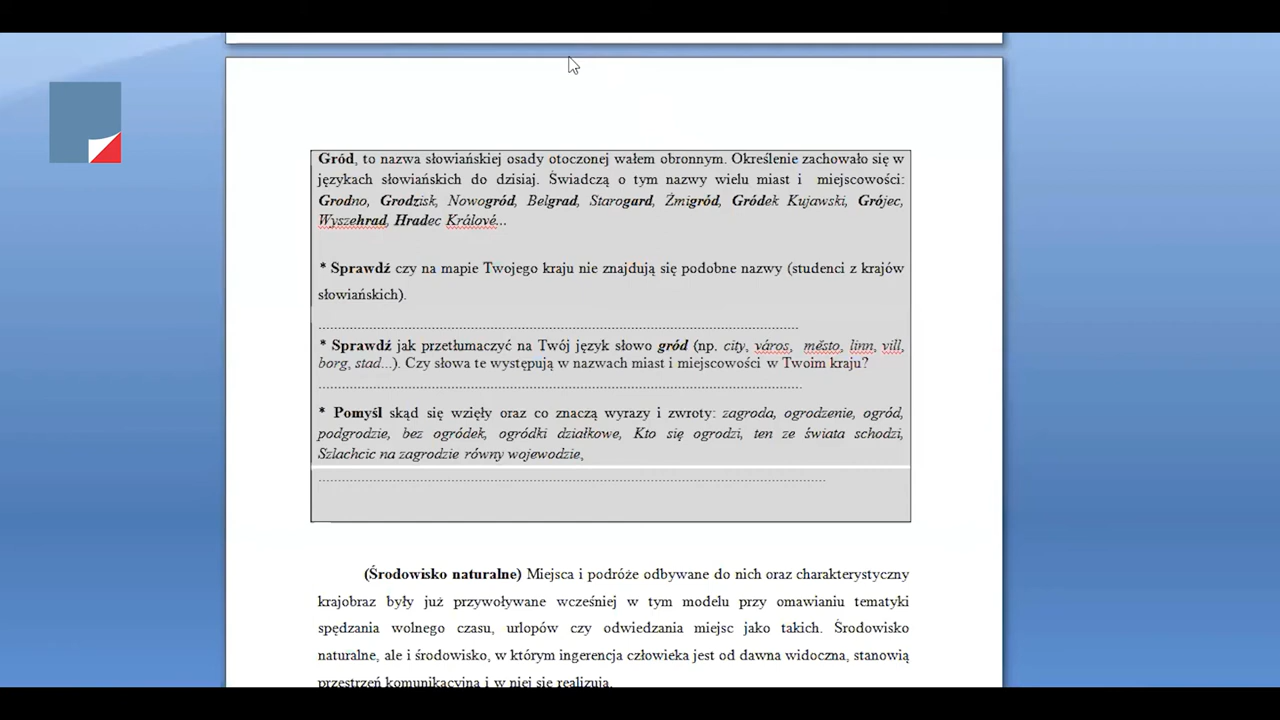 Gród, to nazwa słowiańskiej osady otoczonej wałem obronnym. Określenie zachowało się w
językach słowiańskich do dzisiaj. Świadczą o tym nazwy wielu miast i miejscowości:
Grodno, Grodzisk, Nowogród, Belgrad, Starogard, Żmigród, Gródek Kujawski, Grójec,
Wyszehrad, Hradec Králové...
* Sprawdź czy na mapie Twojego kraju nie znajdują się podobne nazwy (studenci z krajów
słowiańskich).
* Sprawdź jak przetłumaczyć na Twój język słowo gród (np. city, város, mĕsto, linn, vill,
borg, stad...). Czy słowa te występują w nazwach miast i miejscowości w Twoim kraju?
* Pomyśl skąd się wzięły oraz co znaczą wyrazy i zwroty: zagroda, ogrodzenie, ogród,
podgrodzie, bez ogródek, ogródki działkowe, Kto się ogrodzi, ten ze świata schodzi,
Szlachcic na zagrodzie równy wojewodzie,
(Środowisko naturalne) Miejsca i podróże odbywane do nich oraz charakterystyczny
krajobraz były już przywoływane wcześniej w tym modelu przy omawianiu tematyki
spędzania wolnego czasu, urlopów czy odwiedzania miejsc jako takich. Środowisko
naturalne, ale i środowisko, w którym ingerencja człowieka jest od dawna widoczna, stanowią
przestrzeń komunikacyjną i w niej się realizują.